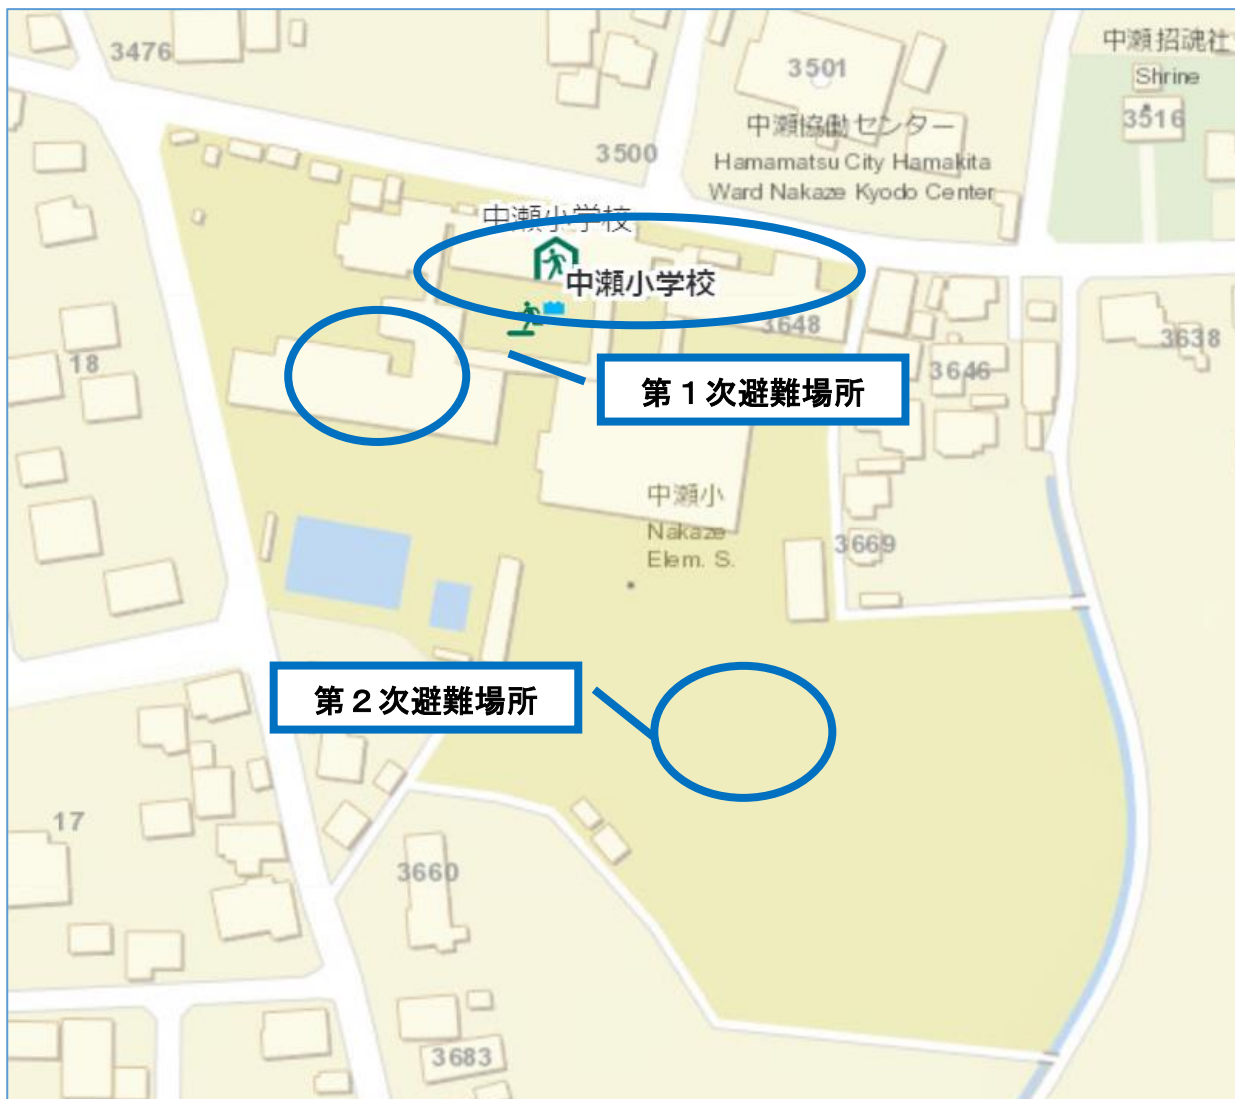 中瀬招魂社
3476
3501
Shrine
3516
中瀬協働センター
3500
Hamamatsu City Hamakita
Ward Nakaze Kyodo Center
中瀬小学校
中瀬小学校
3648
3638
18
3646
第１次避難場所
中瀬小
Nakaze
Elem. S.
3669
第２次避難場所
17
3660
3683